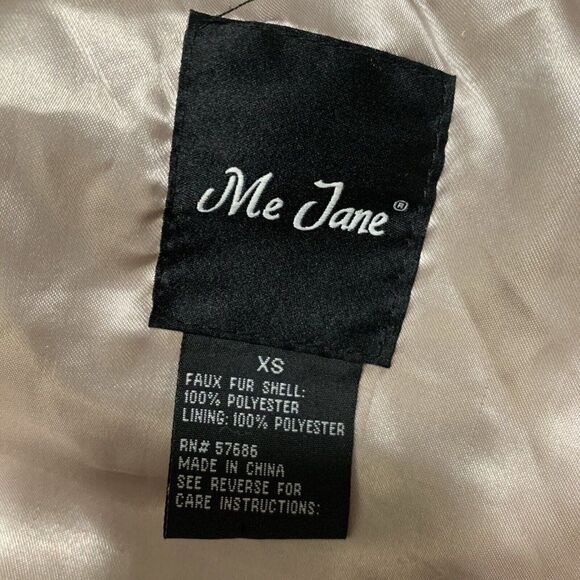 Me Jane®
XS
FAUX FUR SHELL:
100% POLYESTER
LINING: 100% POLYESTER
RN# 57686
MADE IN CHINA
SEE REVERSE FOR
CARE INSTRUCTIONS: